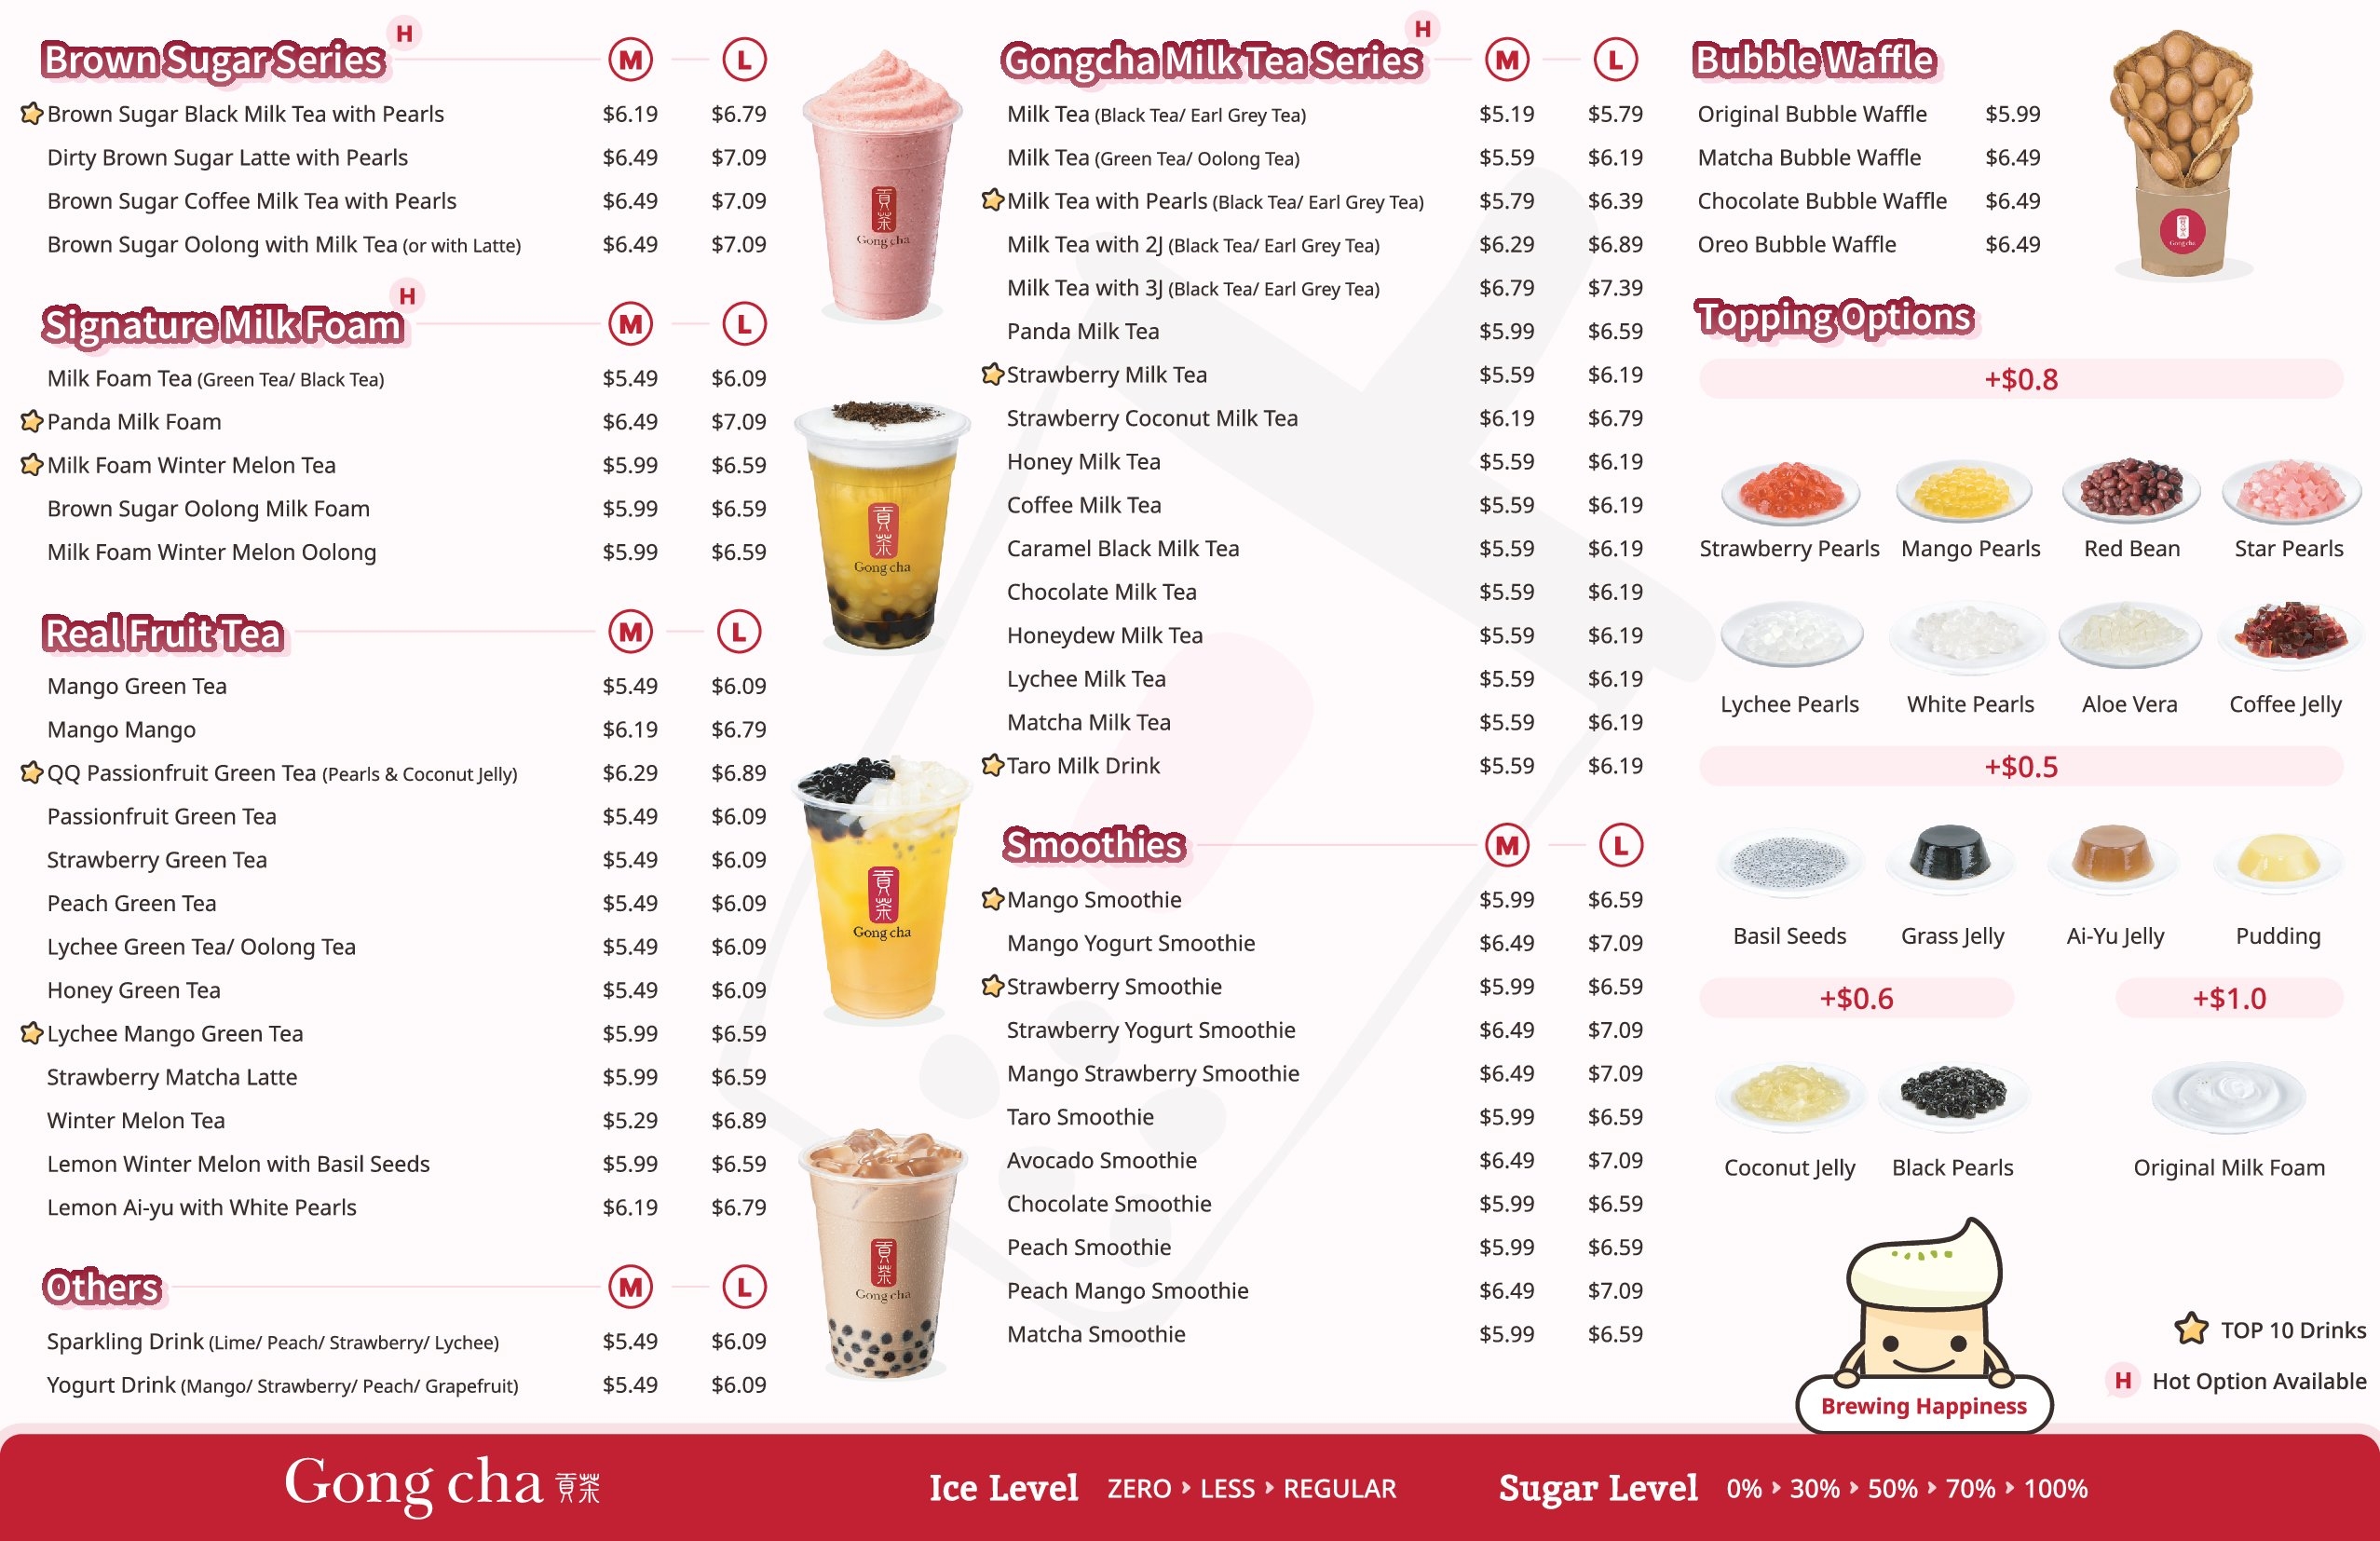 Brown Sugar Series H M L
Brown Sugar Black Milk Tea with Pearls $6.19 $6.79
Dirty Brown Sugar Latte with Pearls $6.49 $7.09
Brown Sugar Coffee Milk Tea with Pearls $6.49 $7.09
Brown Sugar Oolong with Milk Tea (or with Latte) $6.49 $7.09
Signature Milk Foam H M L
Milk Foam Tea (Green Tea/ Black Tea) $5.49 $6.09
Panda Milk Foam $6.49 $7.09
Milk Foam Winter Melon Tea $5.99 $6.59
Brown Sugar Oolong Milk Foam $5.99 $6.59
Milk Foam Winter Melon Oolong $5.99 $6.59
Real Fruit Tea M L
Mango Green Tea $5.49 $6.09
Mango Mango $6.19 $6.79
QQ Passionfruit Green Tea (Pearls & Coconut Jelly) $6.29 $6.89
Passionfruit Green Tea $5.49 $6.09
Strawberry Green Tea $5.49 $6.09
Peach Green Tea $5.49 $6.09
Lychee Green Tea/ Oolong Tea $5.49 $6.09
Honey Green Tea $5.49 $6.09
Lychee Mango Green Tea $5.99 $6.59
Strawberry Matcha Latte $5.99 $6.59
Winter Melon Tea $5.29 $6.89
Lemon Winter Melon with Basil Seeds $5.99 $6.59
Lemon Ai-yu with White Pearls $6.19 $6.79
Others M L
Sparkling Drink (Lime/ Peach/ Strawberry/ Lychee) $5.49 $6.09
Yogurt Drink (Mango/ Strawberry/ Peach/ Grapefruit) $5.49 $6.09
貢茶
Gong cha
貢茶
Gong cha
貢茶
Gong cha
貢茶
Gong cha
Gongcha Milk Tea Series H M L
Milk Tea (Black Tea/ Earl Grey Tea) $5.19 $5.79
Milk Tea (Green Tea/ Oolong Tea) $5.59 $6.19
Milk Tea with Pearls (Black Tea/ Earl Grey Tea) $5.79 $6.39
Milk Tea with 2J (Black Tea/ Earl Grey Tea) $6.29 $6.89
Milk Tea with 3J (Black Tea/ Earl Grey Tea) $6.79 $7.39
Panda Milk Tea $5.99 $6.59
Strawberry Milk Tea $5.59 $6.19
Strawberry Coconut Milk Tea $6.19 $6.79
Honey Milk Tea $5.59 $6.19
Coffee Milk Tea $5.59 $6.19
Caramel Black Milk Tea $5.59 $6.19
Chocolate Milk Tea $5.59 $6.19
Honeydew Milk Tea $5.59 $6.19
Lychee Milk Tea $5.59 $6.19
Matcha Milk Tea $5.59 $6.19
Taro Milk Drink $5.59 $6.19
Smoothies M L
Mango Smoothie $5.99 $6.59
Mango Yogurt Smoothie $6.49 $7.09
Strawberry Smoothie $5.99 $6.59
Strawberry Yogurt Smoothie $6.49 $7.09
Mango Strawberry Smoothie $6.49 $7.09
Taro Smoothie $5.99 $6.59
Avocado Smoothie $6.49 $7.09
Chocolate Smoothie $5.99 $6.59
Peach Smoothie $5.99 $6.59
Peach Mango Smoothie $6.49 $7.09
Matcha Smoothie $5.99 $6.59
Bubble Waffle
Original Bubble Waffle $5.99
Matcha Bubble Waffle $6.49
Chocolate Bubble Waffle $6.49
Oreo Bubble Waffle $6.49
Gong cha
Topping Options
+$0.8
Strawberry Pearls Mango Pearls Red Bean Star Pearls
Lychee Pearls White Pearls Aloe Vera Coffee Jelly
+$0.5
Basil Seeds Grass Jelly Ai-Yu Jelly Pudding
+$0.6 +$1.0
Coconut Jelly Black Pearls Original Milk Foam
TOP 10 Drinks
H Hot Option Available
Brewing Happiness
Gong cha 貢茶
Ice Level ZERO › LESS › REGULAR
Sugar Level 0% › 30% › 50% › 70% › 100%